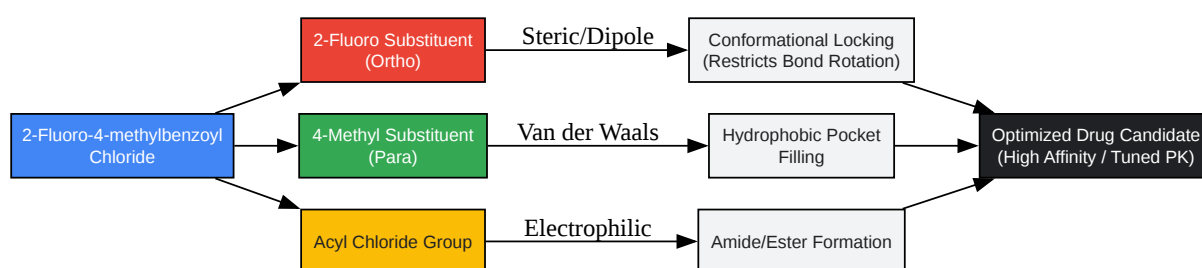 2-Fluoro-4-methylbenzoyl
Chloride
2-Fluoro Substituent
(Ortho)
Steric/Dipole
Conformational Locking
(Restricts Bond Rotation)
4-Methyl Substituent
(Para)
Van der Waals
Hydrophobic Pocket
Filling
Acyl Chloride Group
Electrophilic
Amide/Ester Formation
Optimized Drug Candidate
(High Affinity / Tuned PK)